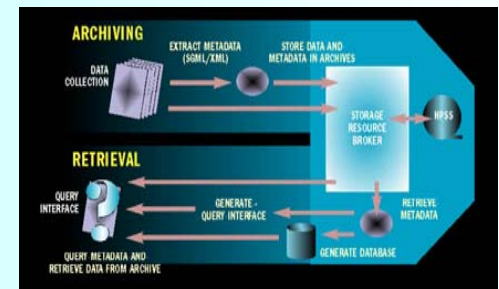 ARCHIVING
EXTRACT METADATA
(SGML/XML)
STORE DATA AND
METADATA IN ARCHIVES
DATA
COLLECTION
STORAGE
RESOURCE
BROKER
HPSS
RETRIEVAL
QUERY
INTERFACE
GENERATE-
QUERY INTERFACE
RETRIEVE
METADATA
GENERATE DATABASE
QUERY METADATA AND
RETRIEVE DATA FROM ARCHIVE